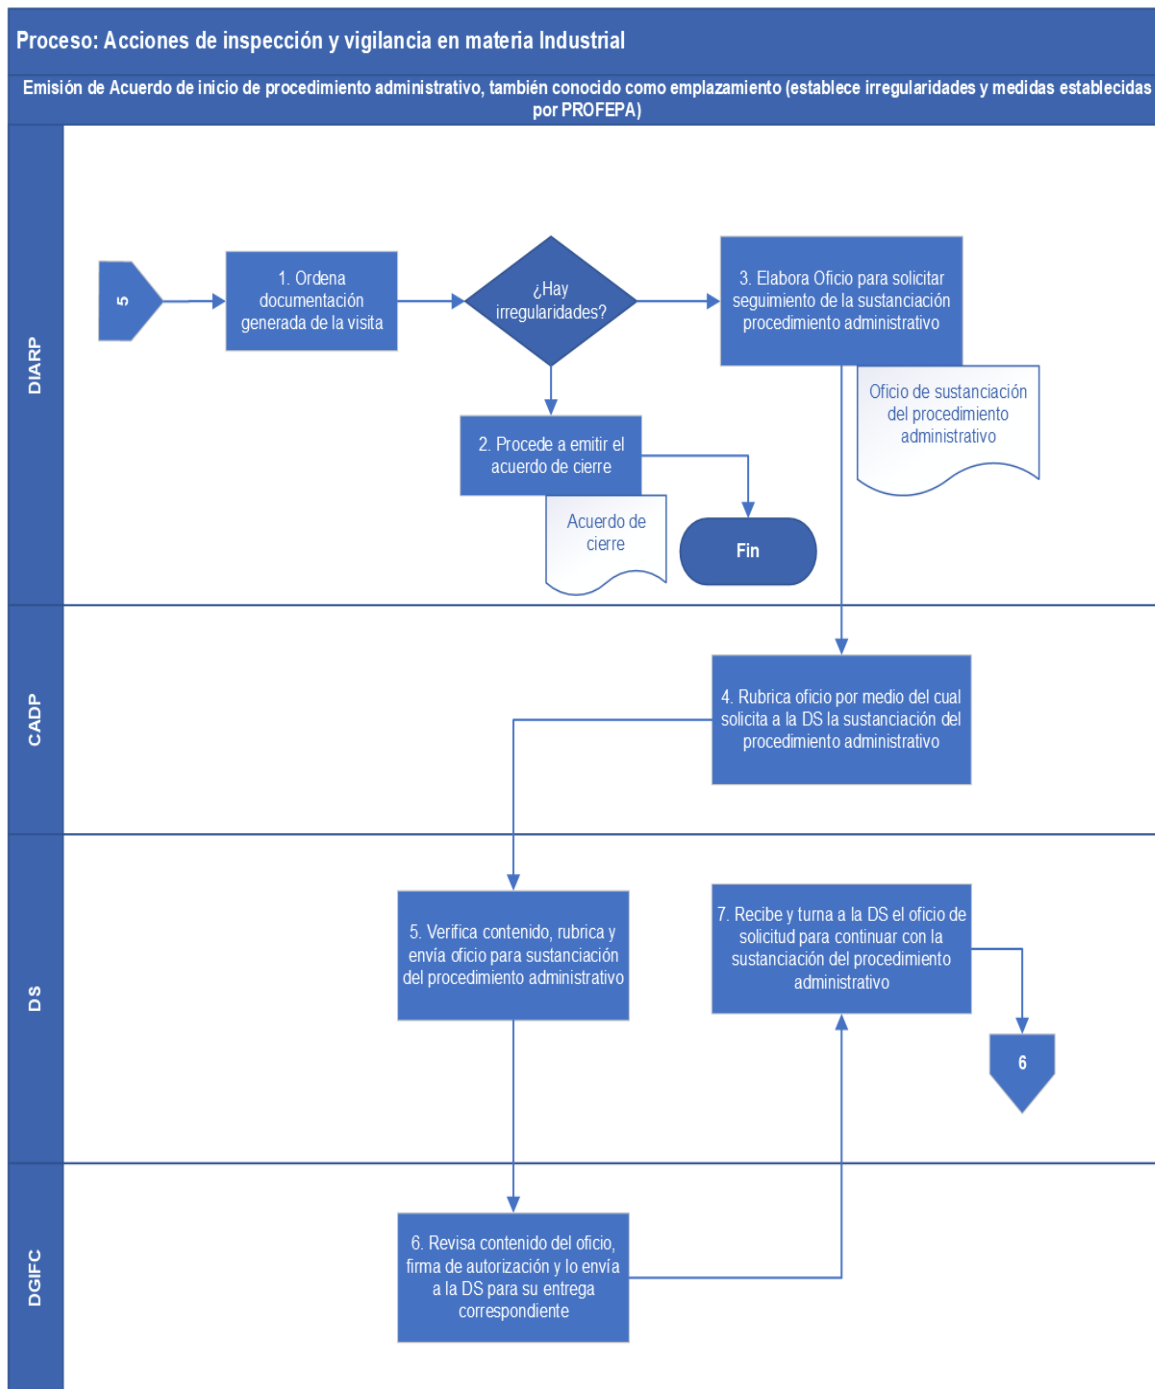 Proceso: Acciones de inspección y vigilancia en materia Industrial
Emisión de Acuerdo de inicio de procedimiento administrativo, también conocido como emplazamiento (establece irregularidades y medidas establecidas
por PROFEPA)
DIARP
5
1. Ordena
documentación
generada de la visita
¿Hay
irregularidades?
3. Elabora Oficio para solicitar
seguimiento de la sustanciación
procedimiento administrativo
Oficio de sustanciación
del procedimiento
administrativo
2. Procede a emitir el
acuerdo de cierre
Acuerdo de
cierre
Fin
CADP
4. Rubrica oficio por medio del cual
solicita a la DS la sustanciación del
procedimiento administrativo
DS
5. Verifica contenido, rubrica y
envía oficio para sustanciación
del procedimiento administrativo
7. Recibe y turna a la DS el oficio de
solicitud para continuar con la
sustanciación del procedimiento
administrativo
6
DGIFC
6. Revisa contenido del oficio,
firma de autorización y lo envía
a la DS para su entrega
correspondiente